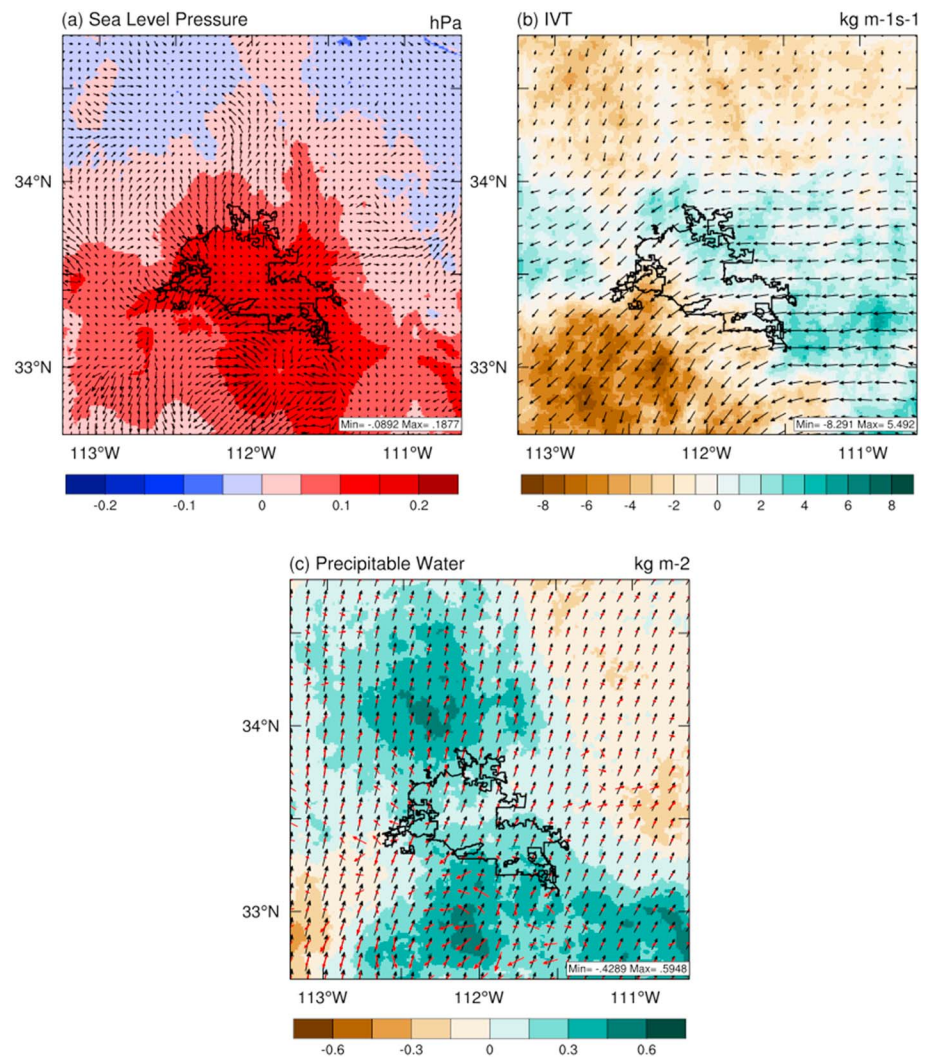 (a) Sea Level Pressure hPa
34°N
33°N
Min= -.0892 Max= .1877
113°W 112°W 111°W
-0.2 -0.1 0 0.1 0.2
(b) IVT kg m-1s-1
Min= -8.291 Max= 5.492
113°W 112°W 111°W
-8 -6 -4 -2 0 2 4 6 8
(c) Precipitable Water kg m-2
34°N
33°N
Min= -.4289 Max= .5948
113°W 112°W 111°W
-0.6 -0.3 0 0.3 0.6